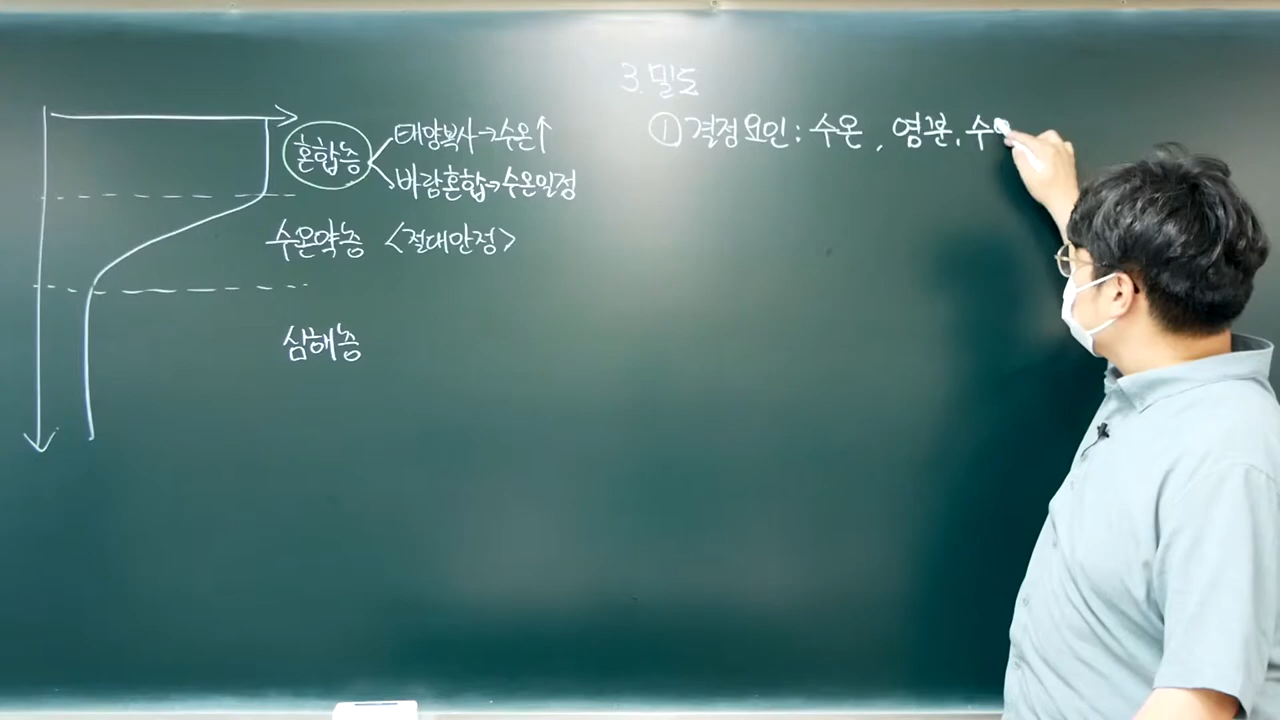 혼합층
태양복사→수온↑
바람혼합→수온일정
수온약층 <절대안정>
심해층
3. 밀도
① 결정요인 : 수온, 염분, 수